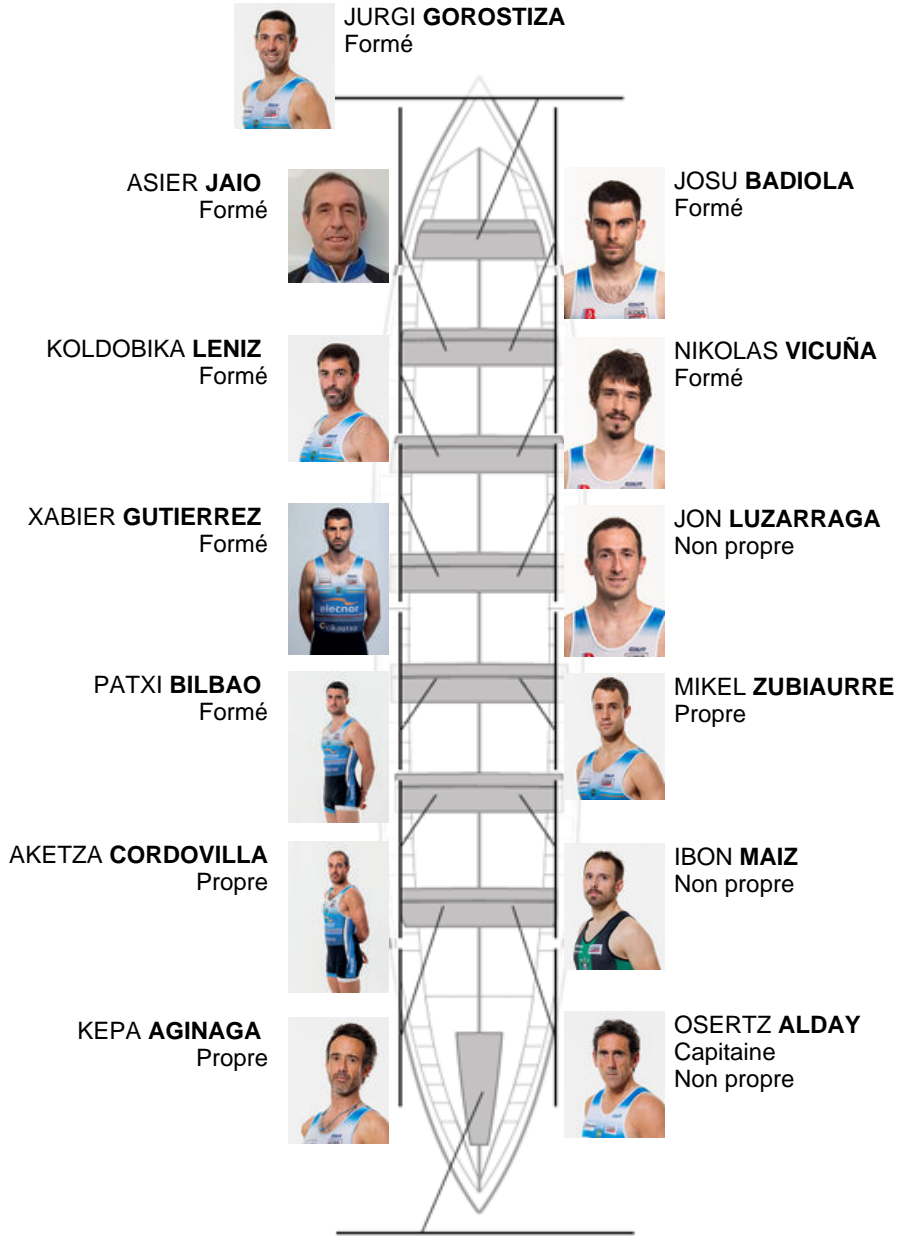 JURGI GOROSTIZA
Formé
ASIER JAIO
Formé
JOSU BADIOLA
Formé
KOLDOBIKA LENIZ
Formé
NIKOLAS VICUÑA
Formé
XABIER GUTIERREZ
Formé
elecnor
cikautxo
JON LUZARRAGA
Non propre
PATXI BILBAO
Formé
MIKEL ZUBIAURRE
Propre
AKETZA CORDOVILLA
Propre
IBON MAIZ
Non propre
KEPA AGINAGA
Propre
OSERTZ ALDAY
Capitaine
Non propre